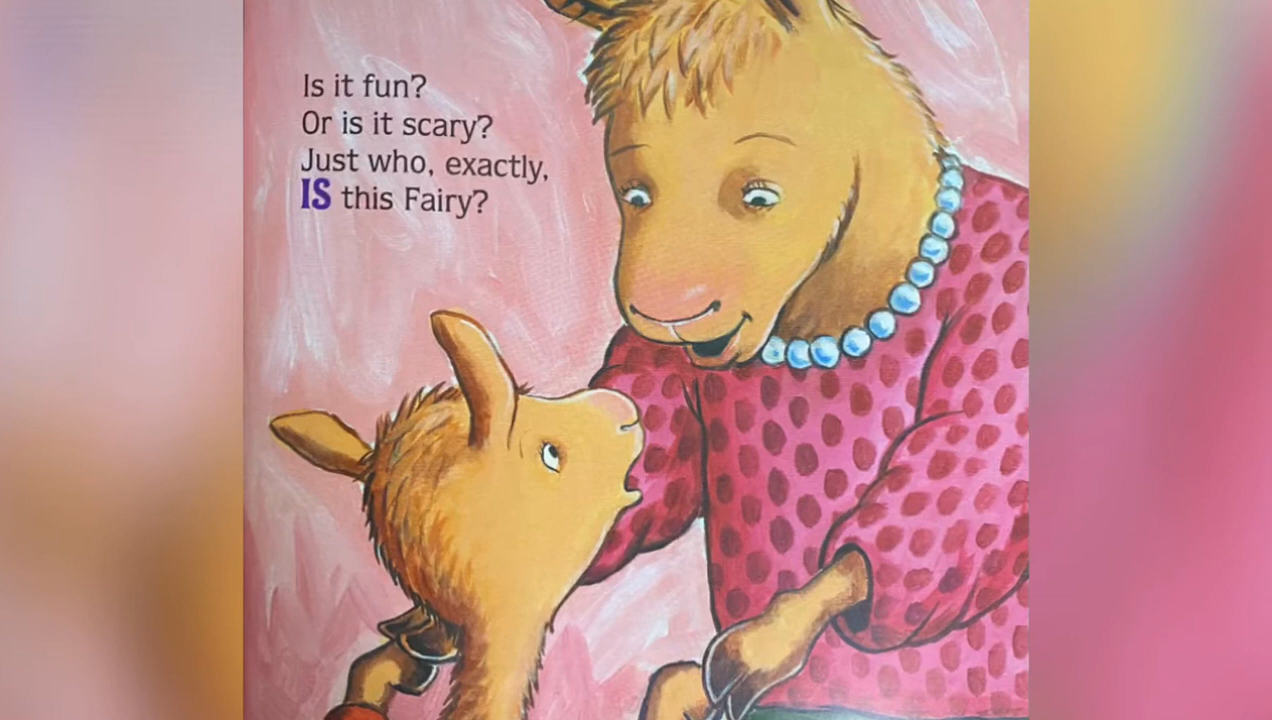 Is it fun?
Or is it scary?
Just who, exactly,
IS this Fairy?